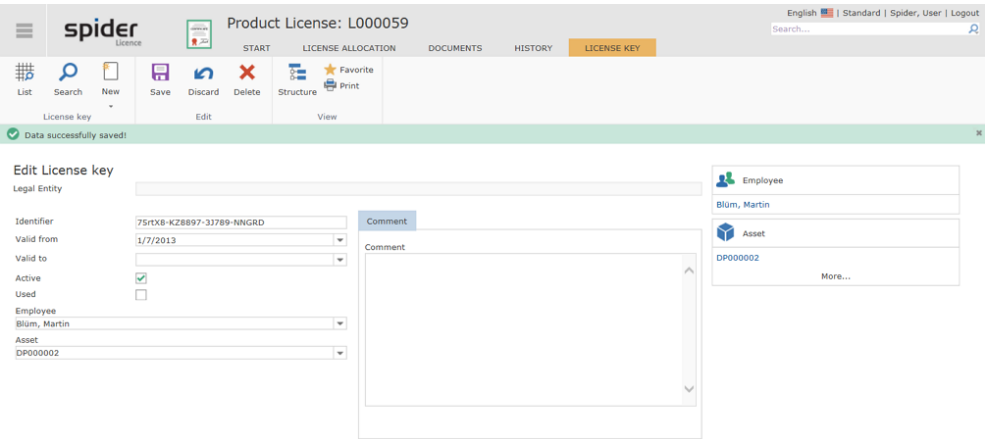 English | Standard | Spider, User | Logout
spider
Licence
Product License: L000059
Search...
START LICENSE ALLOCATION DOCUMENTS HISTORY LICENSE KEY
List Search New Save Discard Delete Structure Favorite
Print
License key Edit View
Data successfully saved!
Edit License key
Legal Entity
Identifier 7SrtX8-KZ8897-3J789-NNGRD
Valid from 1/7/2013
Valid to
Active
Used
Employee
Blüm, Martin
Asset
DP000002
Comment
Comment
Employee
Blüm, Martin
Asset
DP000002
More...